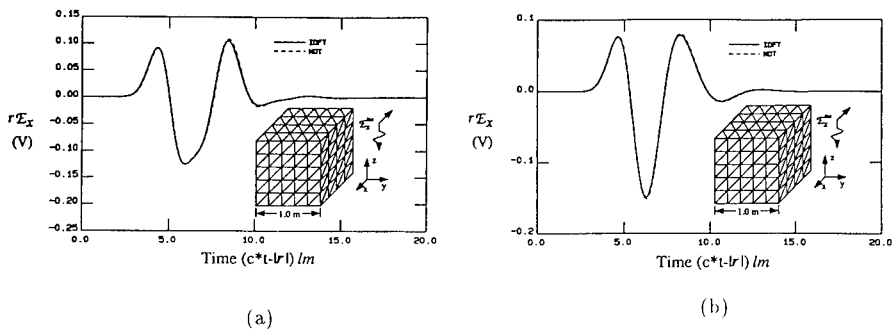 0.15
0.10
0.05
0.00
-0.05
-0.10
-0.15
-0.20
-0.25
r E_x
(V)
IDFT
MOT
z
x
y
1.0 m
0.0
5.0
10.0
15.0
20.0
Time (c*t-|r|) lm
(a)
0.1
0.0
-0.1
-0.2
r E_x
(V)
IDFT
MOT
z
x
y
1.0 m
0.0
5.0
10.0
15.0
20.0
Time (c*t-|r|) lm
(b)